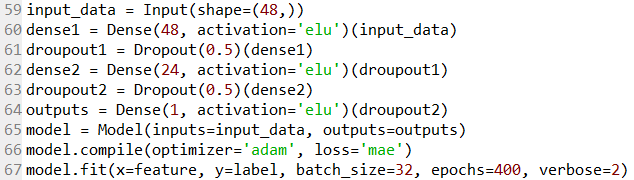 59 input_data = Input(shape=(48,))
60 dense1 = Dense(48, activation='elu')(input_data)
61 droupout1 = Dropout(0.5)(dense1)
62 dense2 = Dense(24, activation='elu')(droupout1)
63 droupout2 = Dropout(0.5)(dense2)
64 outputs = Dense(1, activation='elu')(droupout2)
65 model = Model(inputs=input_data, outputs=outputs)
66 model.compile(optimizer='adam', loss='mae')
67 model.fit(x=feature, y=label, batch_size=32, epochs=400, verbose=2)